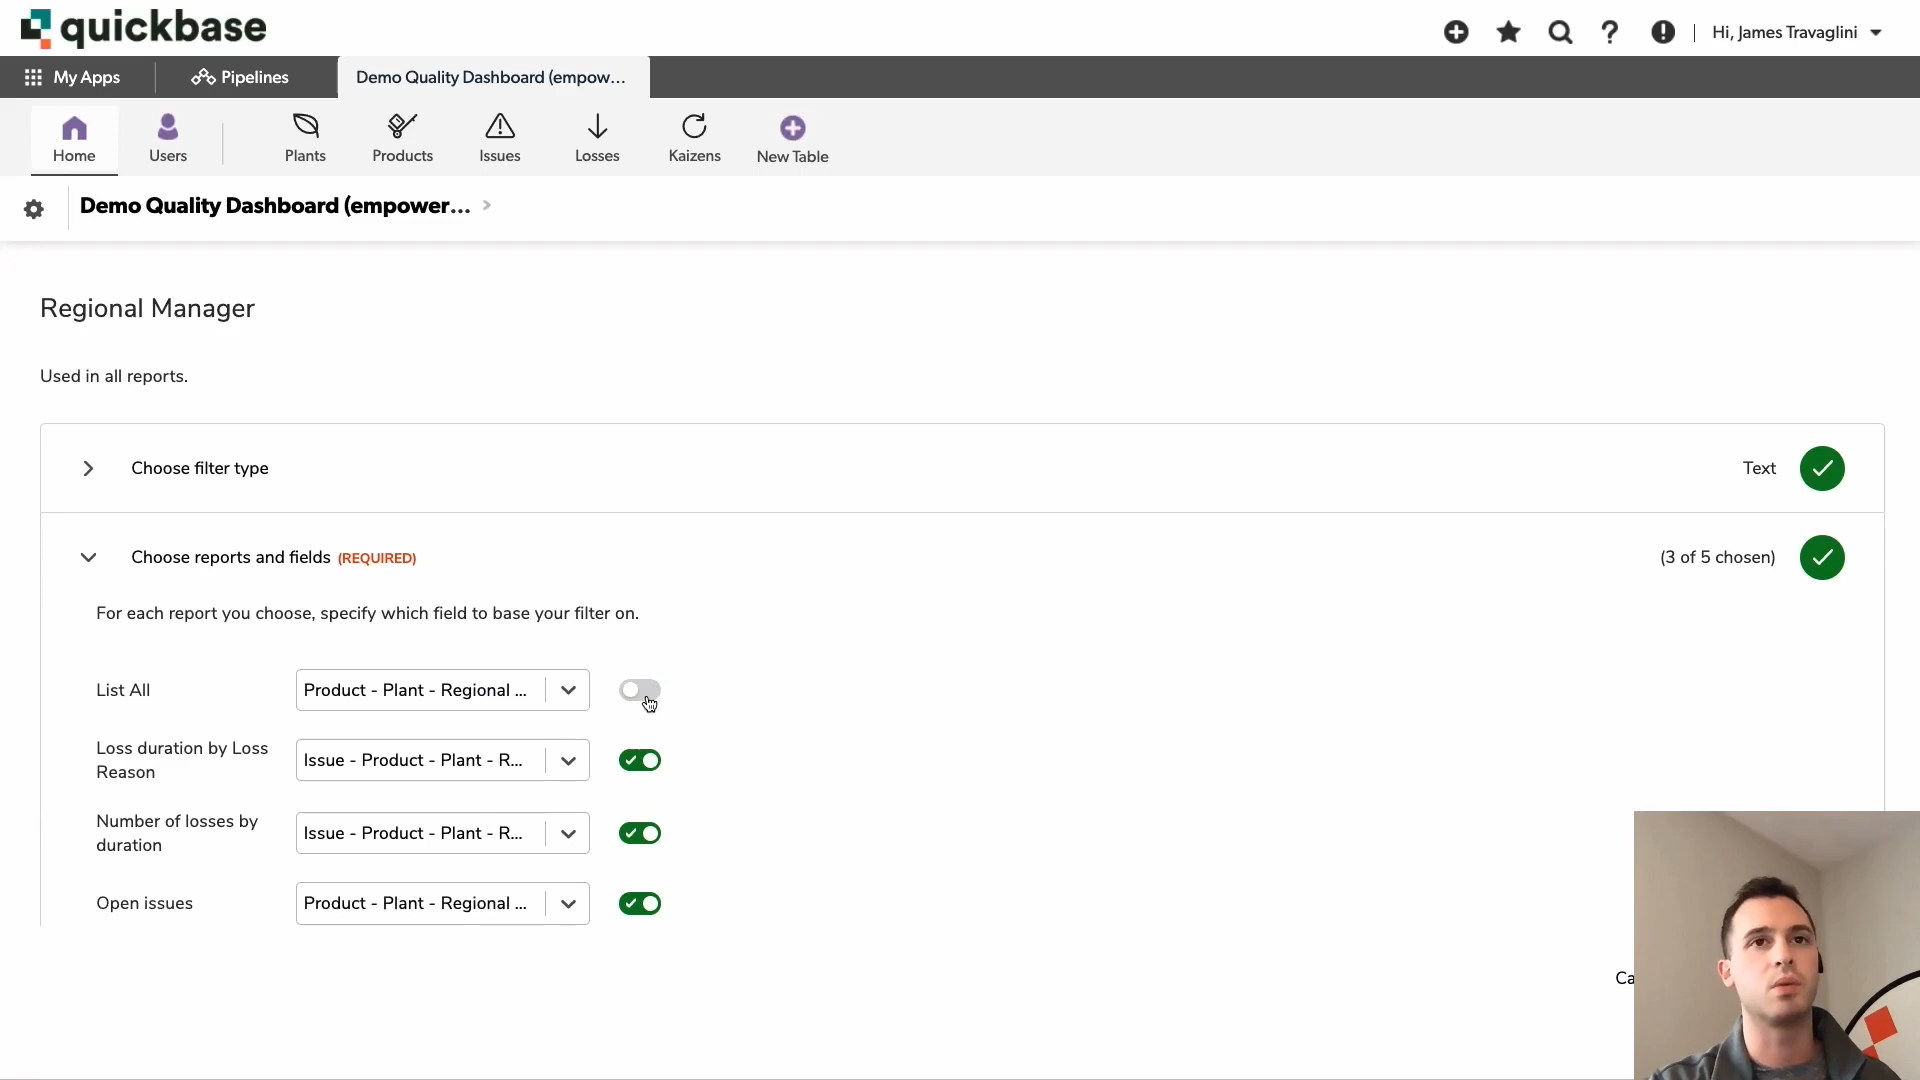 quickbase
Hi, James Travaglini
My Apps
Pipelines
Demo Quality Dashboard (empow...
Home
Users
Plants
Products
Issues
Losses
Kaizens
New Table
Demo Quality Dashboard (empower...
Regional Manager
Used in all reports.
Choose filter type
Text
Choose reports and fields (REQUIRED)
(3 of 5 chosen)
For each report you choose, specify which field to base your filter on.
List All
Product - Plant - Regional ...
Loss duration by Loss
Reason
Issue - Product - Plant - R...
Number of losses by
duration
Issue - Product - Plant - R...
Open issues
Product - Plant - Regional ...
Ca